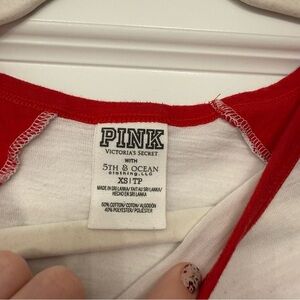 PINK
VICTORIA'S SECRET
WITH
5TH & OCEAN
clothing, LLC
XS | TP
MADE IN SRI LANKA / FAIT AU SRI LANKA /
HECHO EN SRI LANKA
60% COTTON / COTON / ALGODÓN
40% POLYESTER / POLIÉSTER